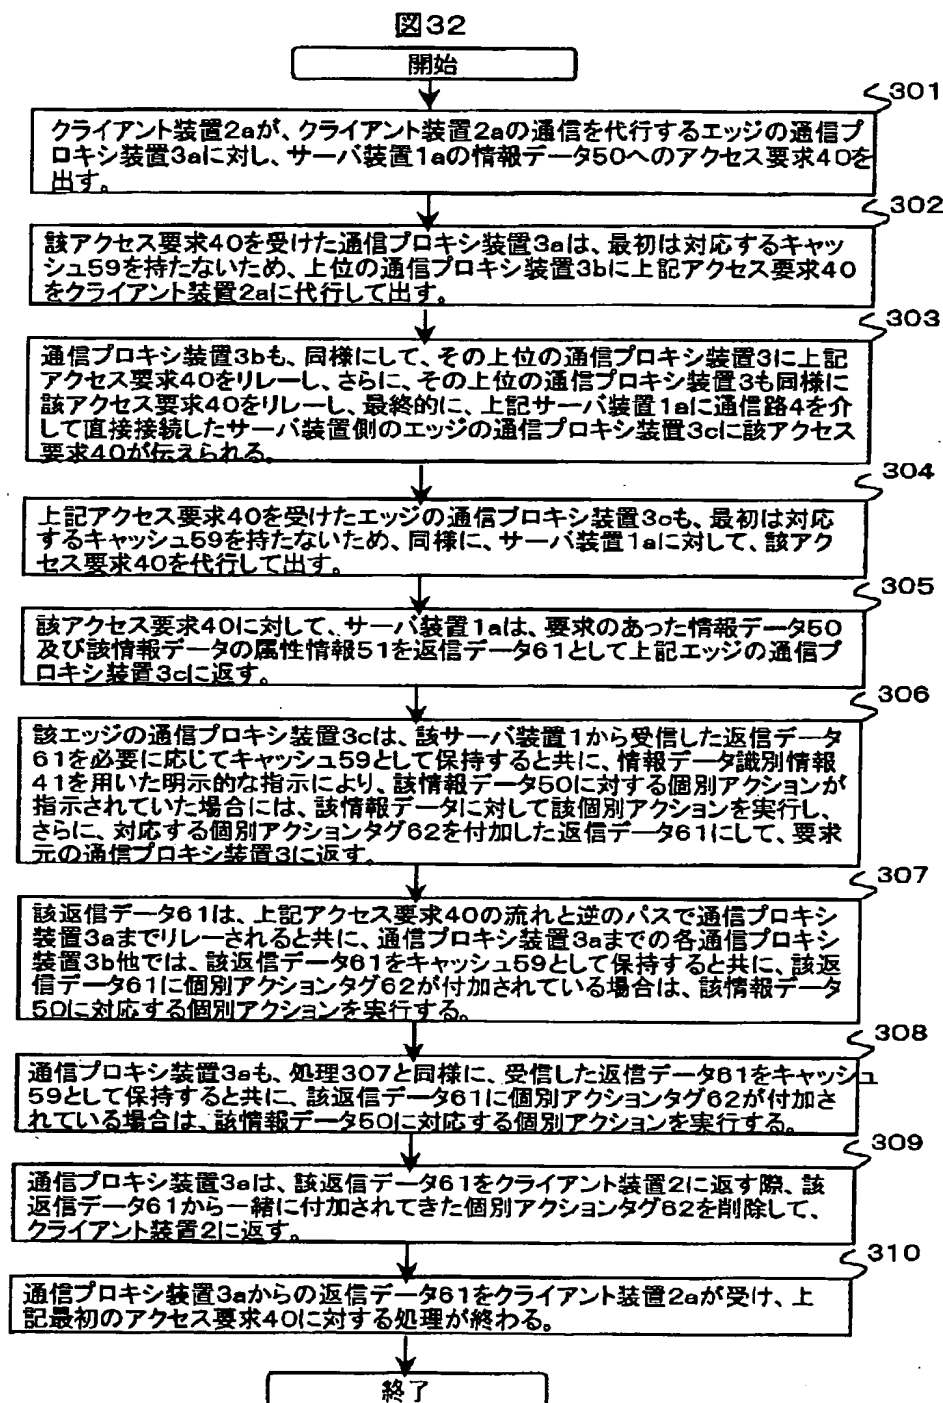 図32
開始
301
クライアント装置2aが、クライアント装置2aの通信を代行するエッジの通信プ
ロキシ装置3aに対し、サーバ装置1aの情報データ50へのアクセス要求40を
出す。
302
該アクセス要求40を受けた通信プロキシ装置3aは、最初は対応するキャッ
シュ59を持たないため、上位の通信プロキシ装置3bに上記アクセス要求40
をクライアント装置2aに代行して出す。
303
通信プロキシ装置3bも、同様にして、その上位の通信プロキシ装置3に上記
アクセス要求40をリレーし、さらに、その上位の通信プロキシ装置3も同様に
該アクセス要求40をリレーし、最終的に、上記サーバ装置1aに通信路4を介
して直接接続したサーバ装置側のエッジの通信プロキシ装置3cに該アクセス
要求40が伝えられる。
304
上記アクセス要求40を受けたエッジの通信プロキシ装置3cも、最初は対応
するキャッシュ59を持たないため、同様に、サーバ装置1aに対して、該アク
セス要求40を代行して出す。
305
該アクセス要求40に対して、サーバ装置1aは、要求のあった情報データ50
及び該情報データの属性情報51を返信データ61として上記エッジの通信プ
ロキシ装置3cに返す。
306
該エッジの通信プロキシ装置3cは、該サーバ装置1から受信した返信データ
61を必要に応じてキャッシュ59として保持すると共に、情報データ識別情報
41を用いた明示的な指示により、該情報データ50に対する個別アクションが
指示されていた場合には、該情報データに対して該個別アクションを実行し、
さらに、対応する個別アクションタグ62を付加した返信データ61にして、要求
元の通信プロキシ装置3に返す。
307
該返信データ61は、上記アクセス要求40の流れと逆のパスで通信プロキシ
装置3aまでリレーされると共に、通信プロキシ装置3aまでの各通信プロキシ
装置3b他では、該返信データ61をキャッシュ59として保持すると共に、該返
信データ61に個別アクションタグ62が付加されている場合は、該情報データ
50に対応する個別アクションを実行する。
308
通信プロキシ装置3aも、処理307と同様に、受信した返信データ61をキャッシュ
59として保持すると共に、該返信データ61に個別アクションタグ62が付加さ
れている場合は、該情報データ50に対応する個別アクションを実行する。
309
通信プロキシ装置3aは、該返信データ61をクライアント装置2に返す際、該
返信データ61から一緒に付加されてきた個別アクションタグ62を削除して、
クライアント装置2に返す。
310
通信プロキシ装置3aからの返信データ61をクライアント装置2aが受け、上
記最初のアクセス要求40に対する処理が終わる。
終了